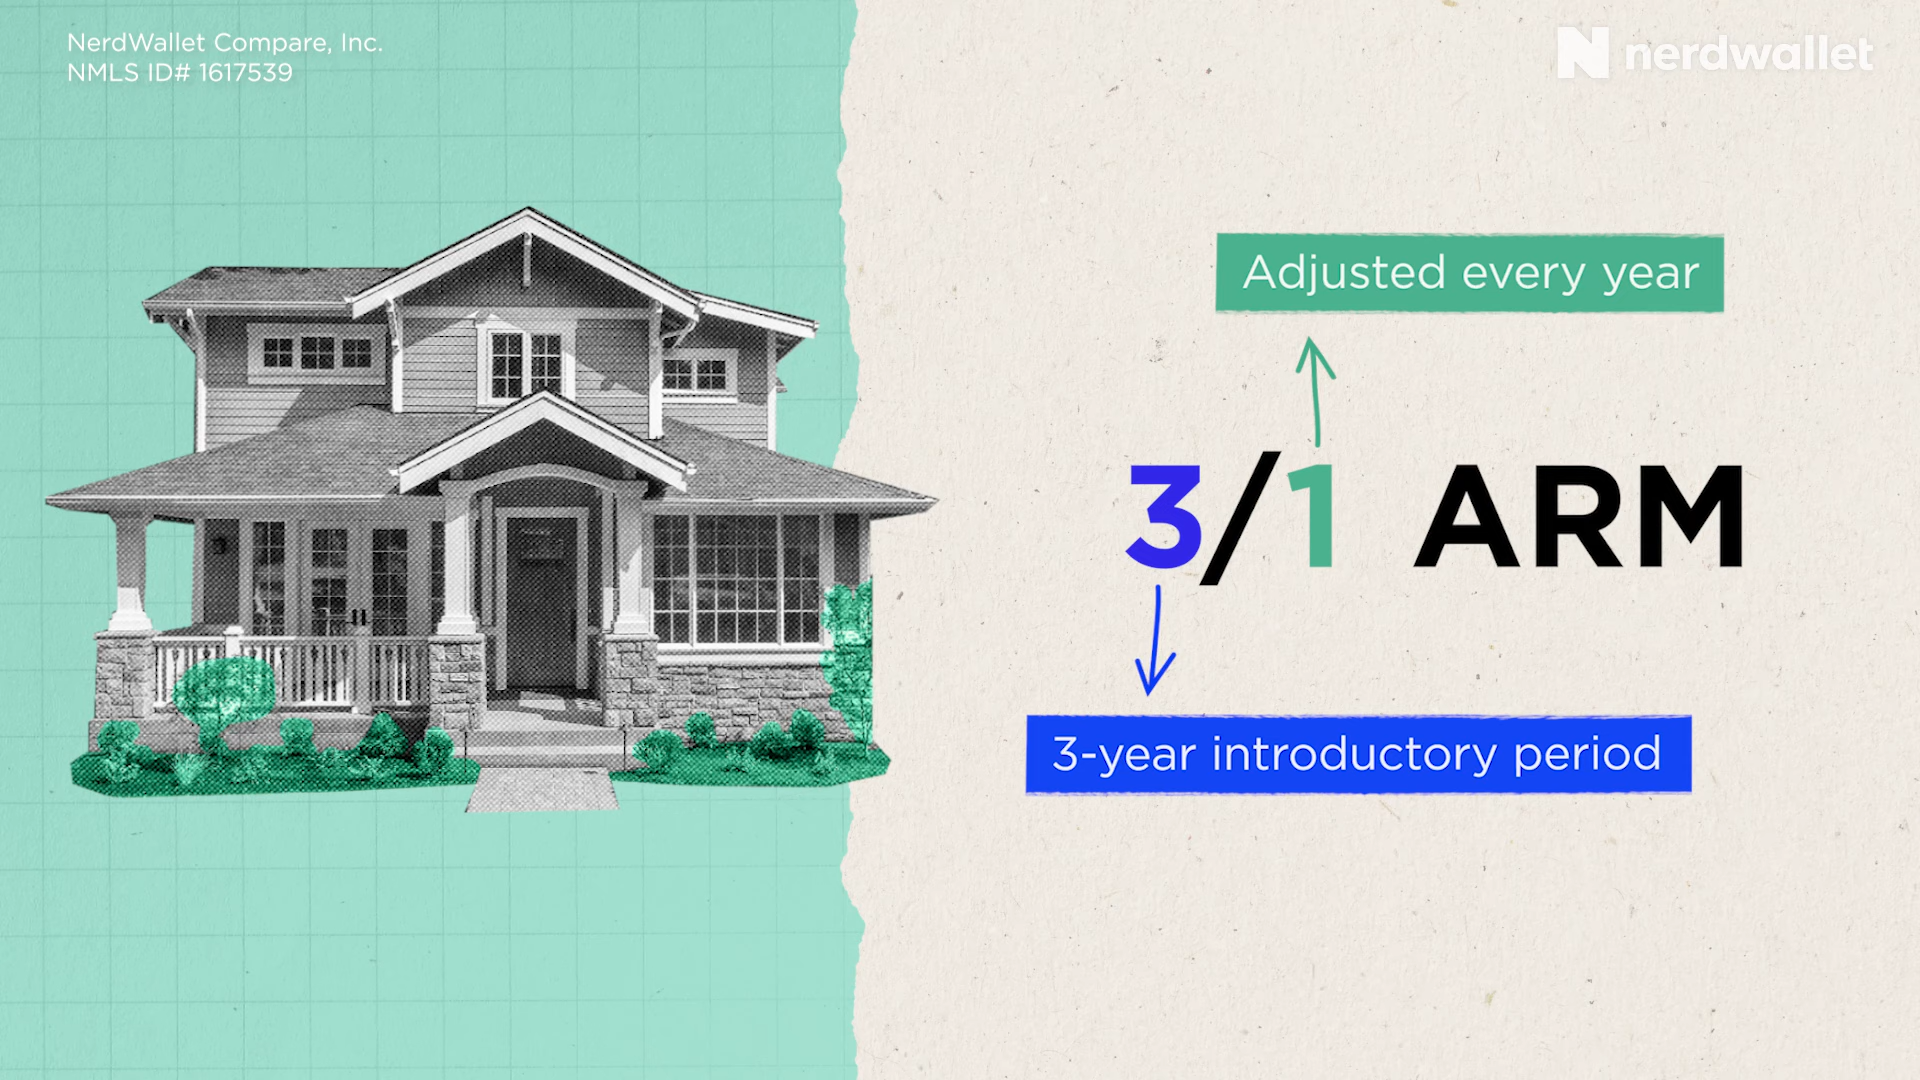 NerdWallet Compare, Inc.
NMLS ID# 1617539
nerdwallet
Adjusted every year
3/1 ARM
3-year introductory period